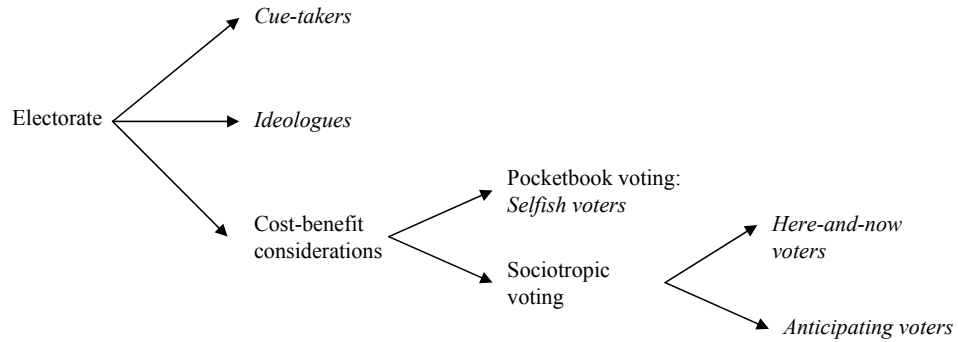 Cue-takers
Electorate
Ideologues
Cost-benefit
considerations
Pocketbook voting:
Selfish voters
Sociotropic
voting
Here-and-now
voters
Anticipating voters